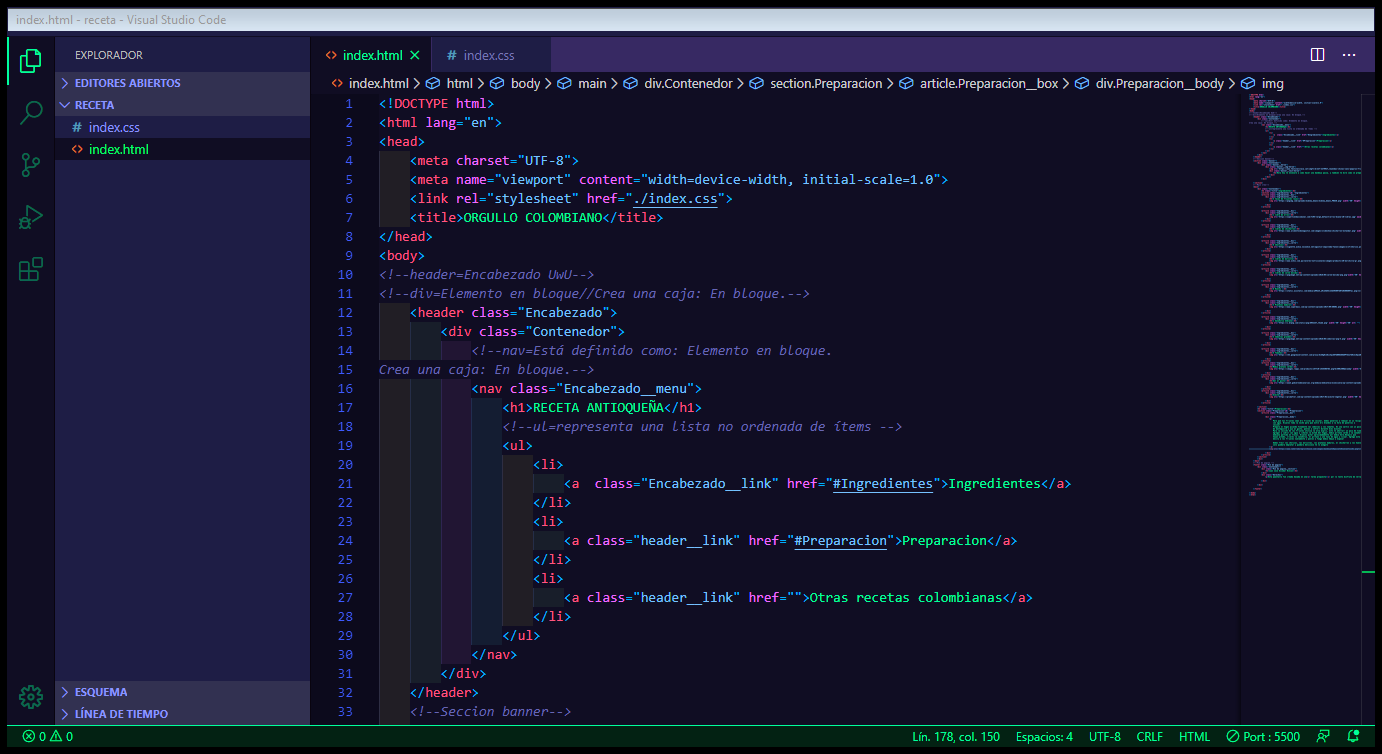 index.html - receta - Visual Studio Code
EXPLORADOR
EDITORES ABIERTOS
RECETA
# index.css
<> index.html
ESQUEMA
LÍNEA DE TIEMPO
<> index.html ×
# index.css
<> index.html > html > body > main > div.Contenedor > section.Preparacion > article.Preparacion__box > div.Preparacion__body > img
1 <!DOCTYPE html>
2 <html lang="en">
3 <head>
4 <meta charset="UTF-8">
5 <meta name="viewport" content="width=device-width, initial-scale=1.0">
6 <link rel="stylesheet" href="./index.css">
7 <title>ORGULLO COLOMBIANO</title>
8 </head>
9 <body>
10 <!--header=Encabezado UwU-->
11 <!--div=Elemento en bloque//Crea una caja: En bloque.-->
12 <header class="Encabezado">
13 <div class="Contenedor">
14 <!--nav=Está definido como: Elemento en bloque.
15 Crea una caja: En bloque.-->
16 <nav class="Encabezado__menu">
17 <h1>RECETA ANTIOQUEÑA</h1>
18 <!--ul=representa una lista no ordenada de ítems -->
19 <ul>
20 <li>
21 <a  class="Encabezado__link" href="#Ingredientes">Ingredientes</a>
22 </li>
23 <li>
24 <a class="header__link" href="#Preparacion">Preparacion</a>
25 </li>
26 <li>
27 <a class="header__link" href="">Otras recetas colombianas</a>
28 </li>
29 </ul>
30 </nav>
31 </div>
32 </header>
33 <!--Seccion banner-->
0 0
Lín. 178, col. 150
Espacios: 4
UTF-8
CRLF
HTML
Port : 5500